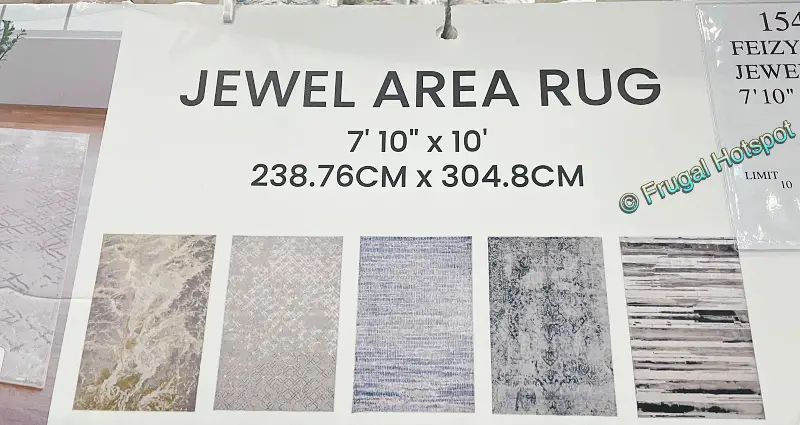 JEWEL AREA RUG
7' 10" x 10'
238.76CM x 304.8CM
154
FEIZY
JEWE
7'10"
LIMIT 10
© Frugal Hotspot